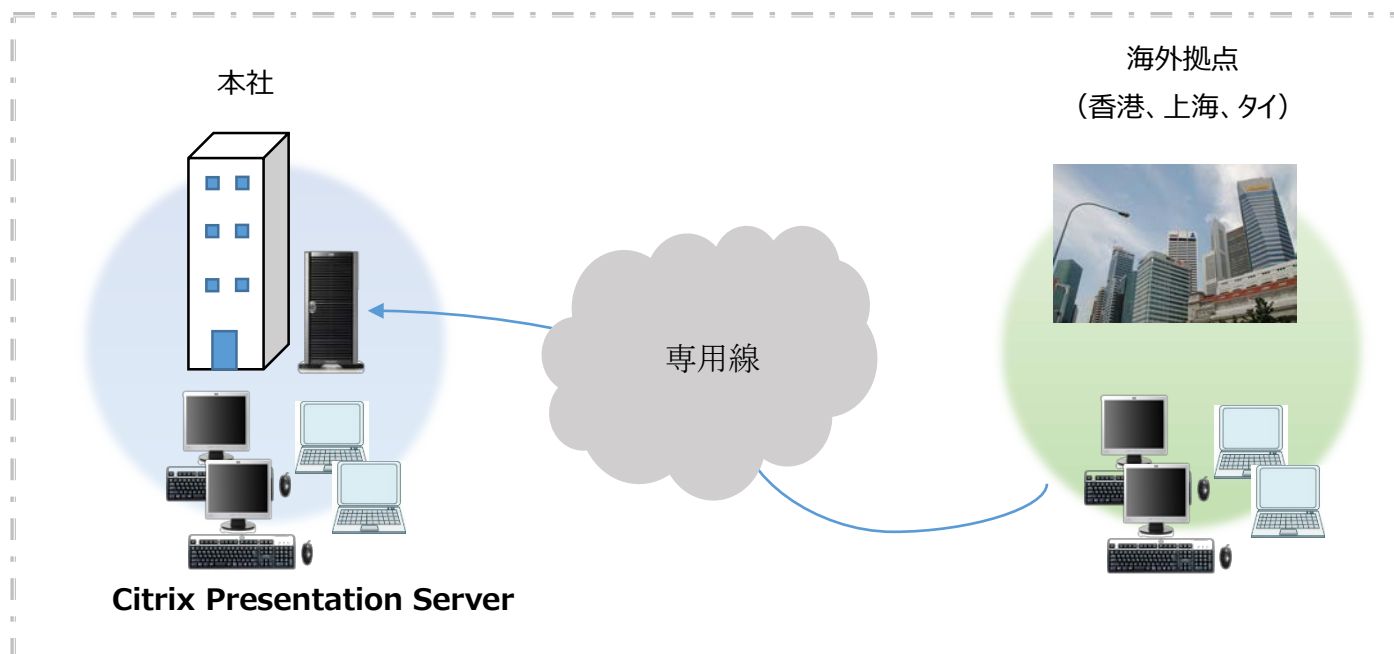 本社
海外拠点
（香港、上海、タイ）
専用線
Citrix Presentation Server